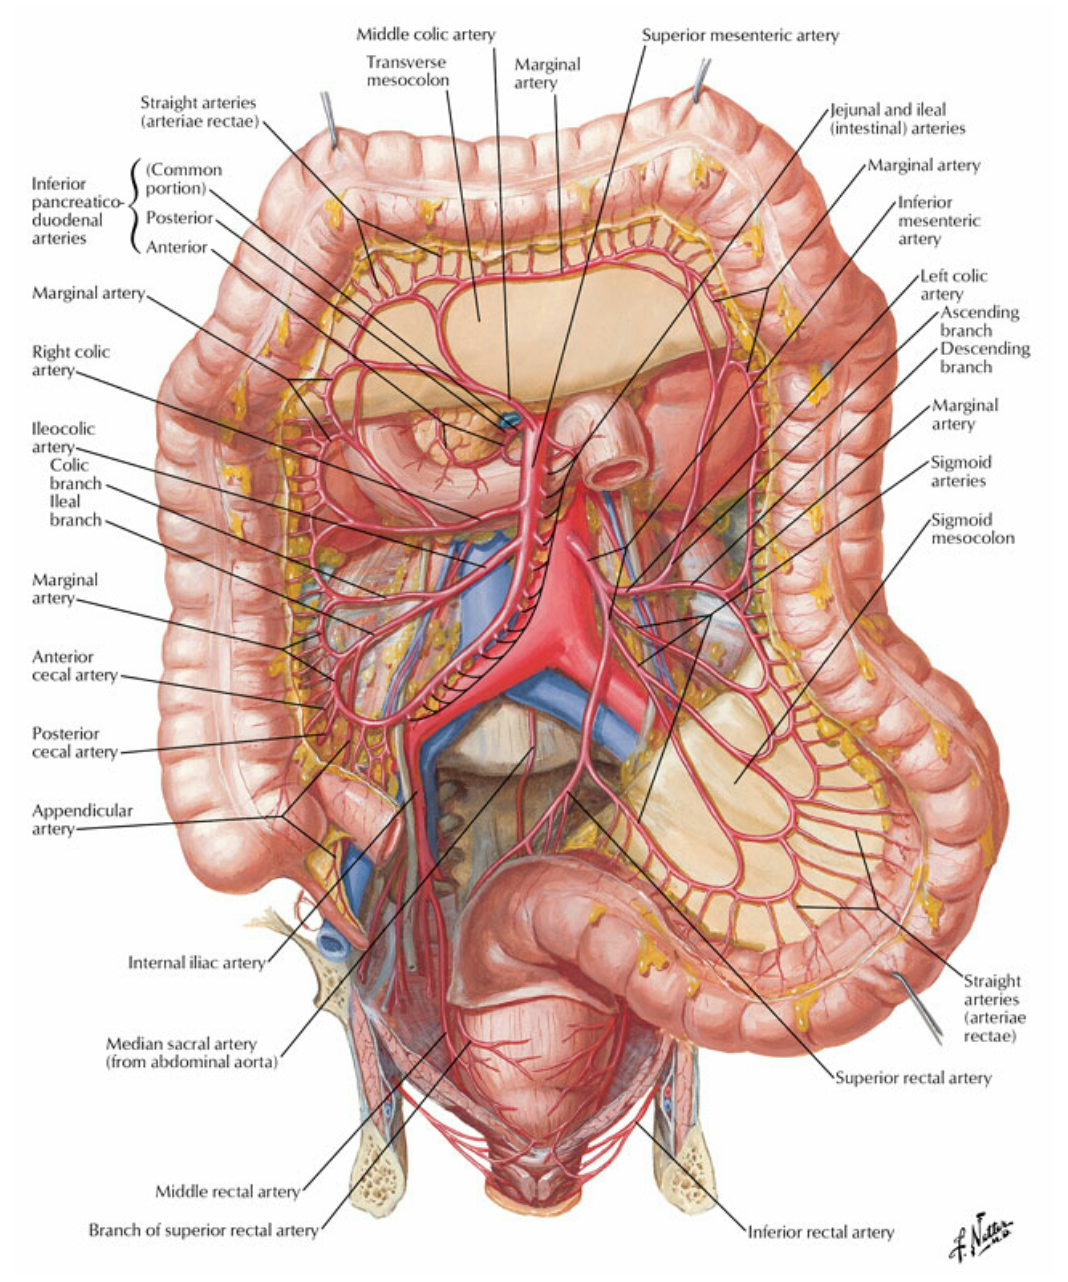 Middle colic artery
Superior mesenteric artery
Transverse
mesocolon
Marginal
artery
Straight arteries
(arteriae rectae)
Jejunal and ileal
(intestinal) arteries
Inferior
pancreatico-
duodenal
arteries
(Common
portion)
Posterior
Anterior
Marginal artery
Inferior
mesenteric
artery
Marginal artery
Left colic
artery
Ascending
branch
Descending
branch
Right colic
artery
Marginal
artery
Ileocolic
artery
Colic
branch
Ileal
branch
Sigmoid
arteries
Sigmoid
mesocolon
Marginal
artery
Anterior
cecal artery
Posterior
cecal artery
Appendicular
artery
Internal iliac artery
Straight
arteries
(arteriae
rectae)
Median sacral artery
(from abdominal aorta)
Superior rectal artery
Middle rectal artery
Branch of superior rectal artery
Inferior rectal artery
F. Netter
M.D.